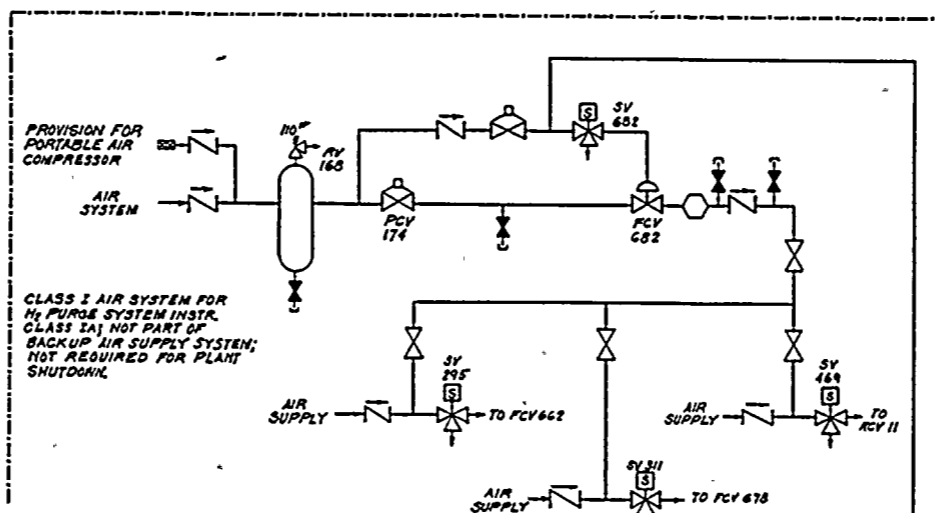 PROVISION FOR
PORTABLE AIR
COMPRESSOR
AIR
SYSTEM
110#
RV
168
PCV
174
S
SV
682
FCV
682
CLASS I AIR SYSTEM FOR
H2 PURGE SYSTEM INSTR.
CLASS IA; NOT PART OF
BACKUP AIR SUPPLY SYSTEM;
NOT REQUIRED FOR PLANT
SHUTDOWN.
SV
295
S
AIR
SUPPLY
TO FCV 662
SV
469
S
AIR
SUPPLY
TO
SV 311
S
AIR
SUPPLY
TO FCV 678